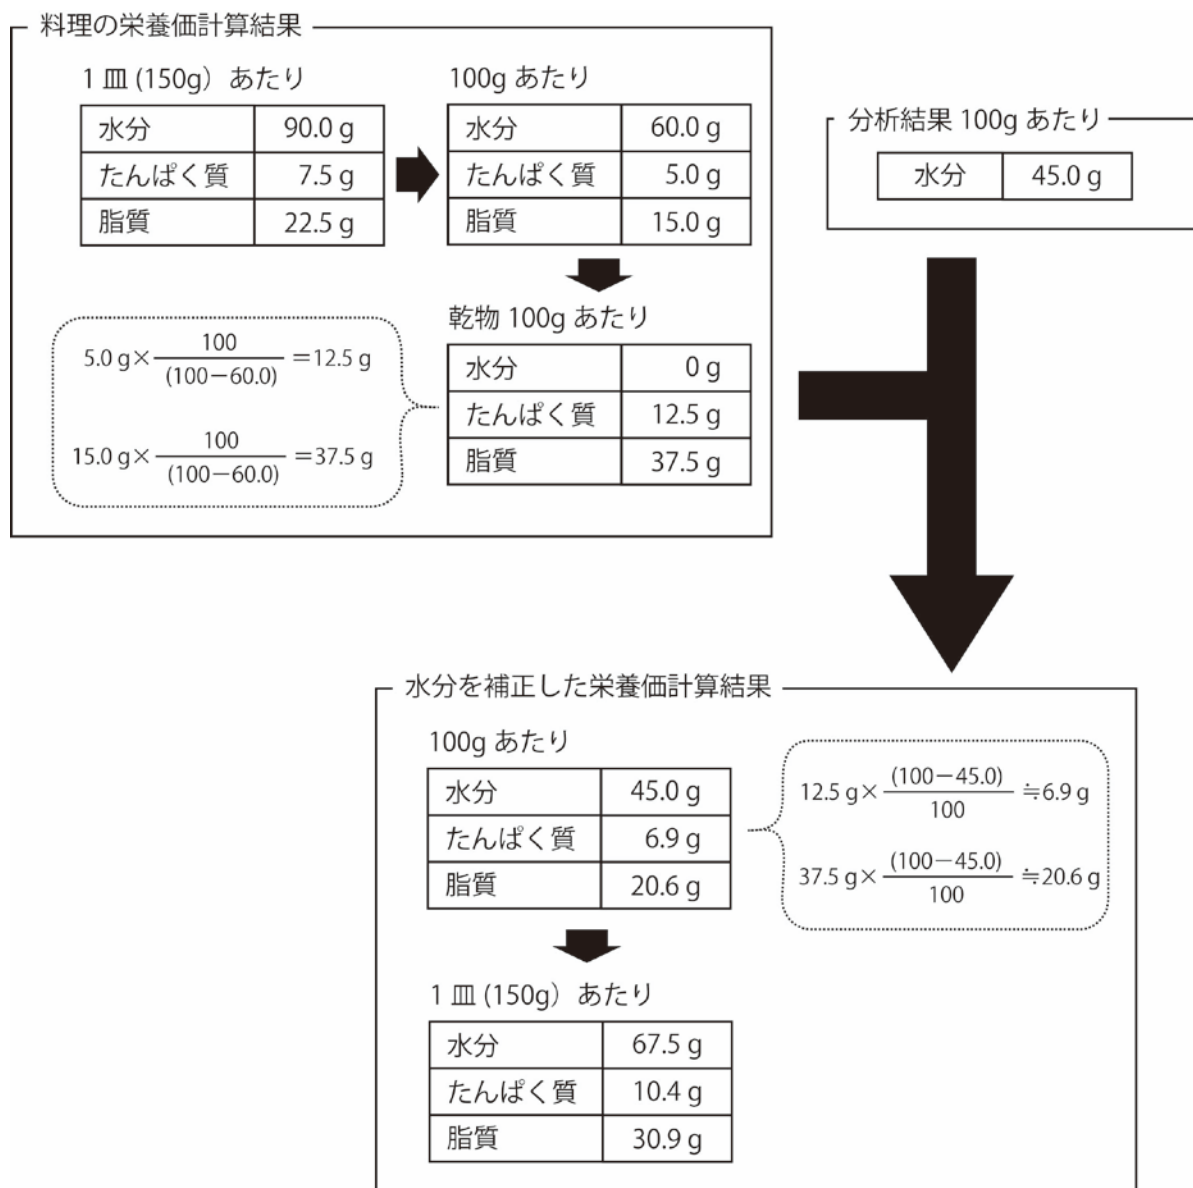 料理の栄養価計算結果
1 皿 (150g) あたり
水分 90.0 g
たんぱく質 7.5 g
脂質 22.5 g
100g あたり
水分 60.0 g
たんぱく質 5.0 g
脂質 15.0 g
分析結果 100g あたり
水分 45.0 g
乾物 100g あたり
水分 0 g
たんぱく質 12.5 g
脂質 37.5 g
5.0 g×100/(100−60.0)=12.5 g
15.0 g×100/(100−60.0)=37.5 g
水分を補正した栄養価計算結果
100g あたり
水分 45.0 g
たんぱく質 6.9 g
脂質 20.6 g
12.5 g×(100−45.0)/100≒6.9 g
37.5 g×(100−45.0)/100≒20.6 g
1 皿 (150g) あたり
水分 67.5 g
たんぱく質 10.4 g
脂質 30.9 g